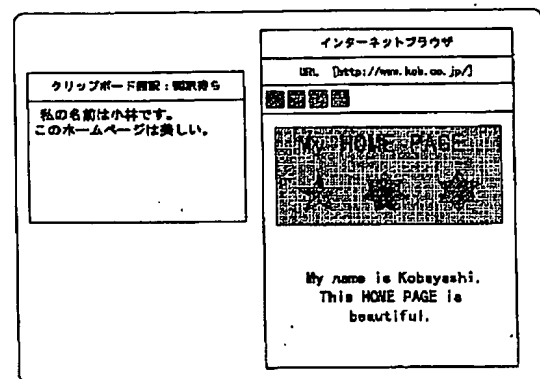 クリップボード翻訳：翻訳待ち
私の名前は小林です。
このホームページは美しい。
インターネットブラウザ
URL [http://www.kob.co.jp/]
My HOME PAGE
My name is Kobayashi.
This HOME PAGE is
beautiful.